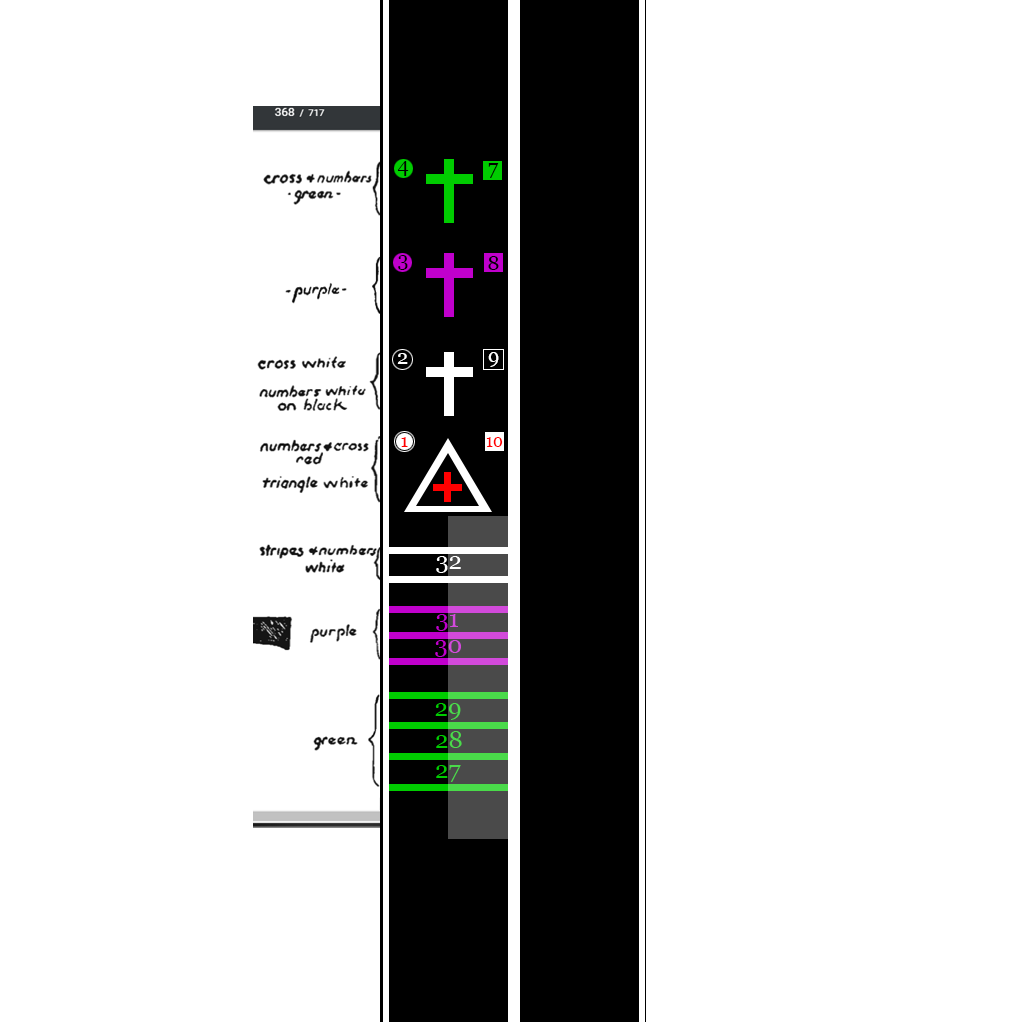 368 / 717
4 7
cross & numbers
-green-
3 8
-purple-
2 9
cross white
numbers white
on black
1 10
numbers & cross
red
triangle white
stripes & numbers
white
32
31
purple
30
29
green
28
27